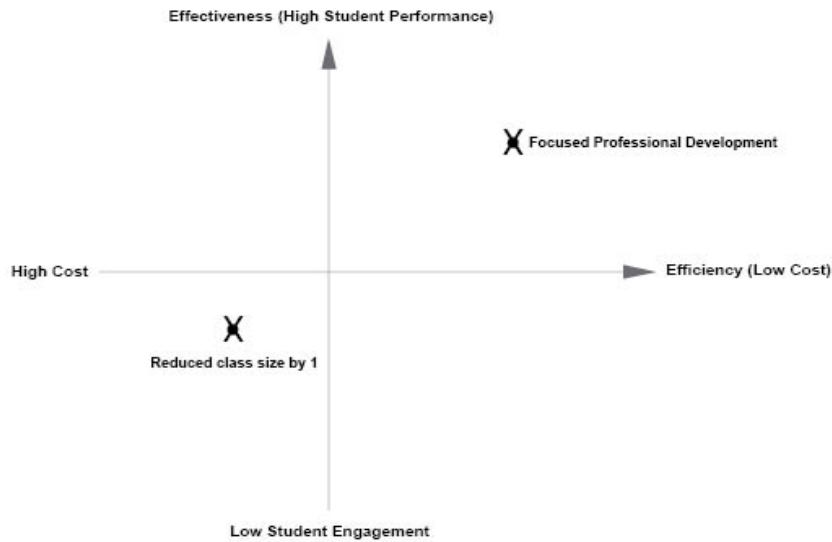 Effectiveness (High Student Performance)
Focused Professional Development
High Cost
Efficiency (Low Cost)
Reduced class size by 1
Low Student Engagement